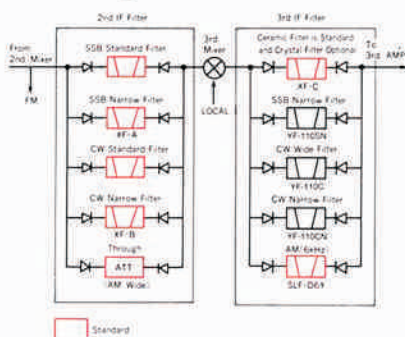 2nd IF Filter
3rd IF Filter
From
2nd Mixer
FM
SSB Standard Filter
SSB Narrow Filter
XF-A
CW Standard Filter
CW Narrow Filter
XF-B
Through
ATT
(AM Wide)
3rd
Mixer
LOCAL
Ceramic Filter is Standard
and Crystal Filter Optional
XF-C
SSB Narrow Filter
YF-110SN
CW Wide Filter
YF-110C
CW Narrow Filter
YF-110CN
AM(6kHz)
SLF-D6
To
3rd AMP
Standard